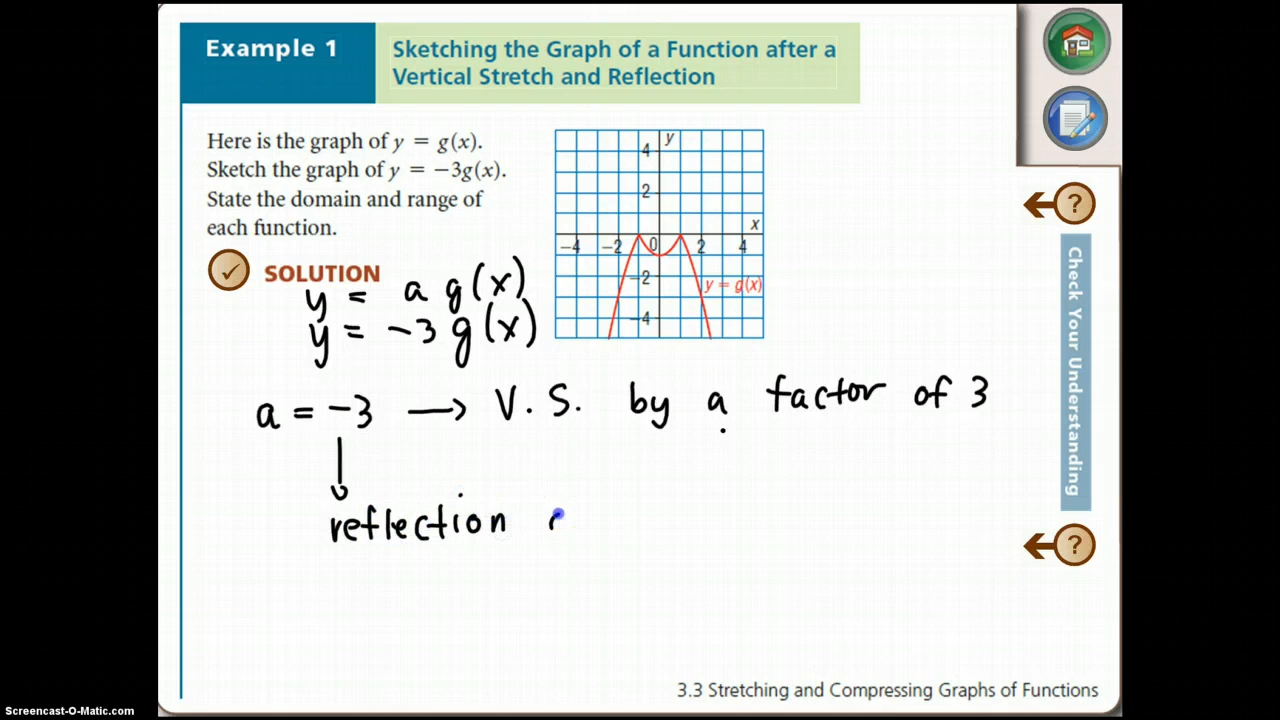 Example 1
Sketching the Graph of a Function after a
Vertical Stretch and Reflection
Here is the graph of y = g(x).
Sketch the graph of y = −3g(x).
State the domain and range of
each function.
y
4
2
x
−4 −2 0 2 4
−2
y = g(x)
−4
SOLUTION
y = a g(x)
y = −3 g(x)
a = −3 → V. S. by a factor of 3
reflection
Check Your Understanding
?
?
3.3 Stretching and Compressing Graphs of Functions
Screencast-O-Matic.com